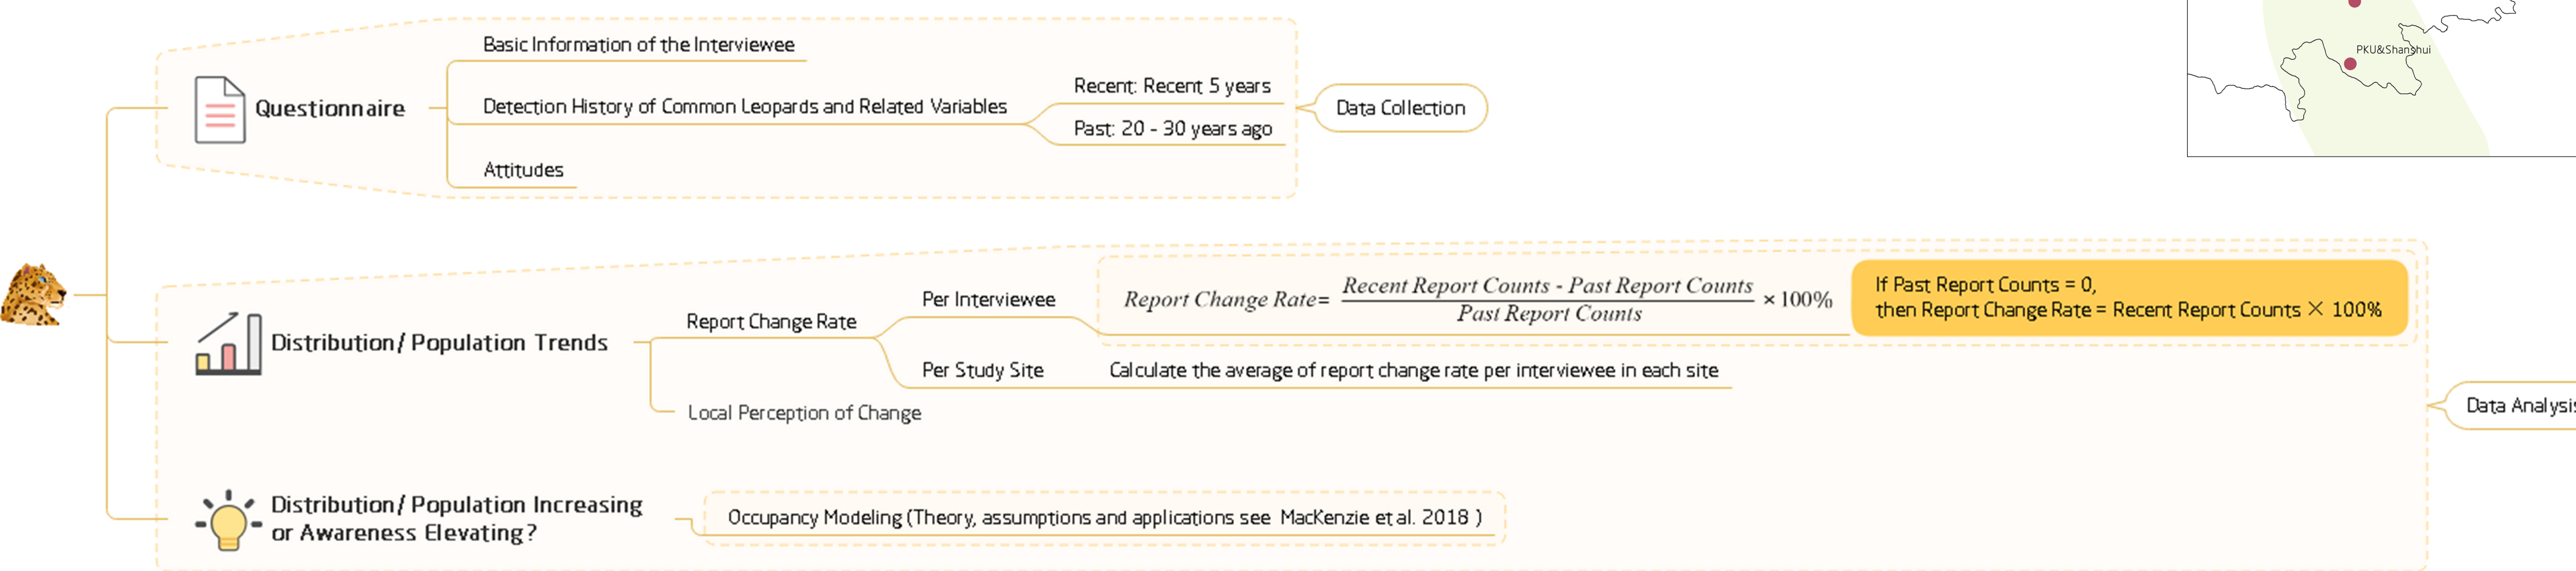 Basic Information of the Interviewee
Questionnaire
Detection History of Common Leopards and Related Variables
Recent: Recent 5 years
Past: 20 - 30 years ago
Attitudes
Data Collection
PKU&Shanshui
Distribution/ Population Trends
Report Change Rate
Per Interviewee
Report Change Rate= Recent Report Counts - Past Report Counts / Past Report Counts × 100%
If Past Report Counts = 0,
then Report Change Rate = Recent Report Counts × 100%
Per Study Site
Calculate the average of report change rate per interviewee in each site
Local Perception of Change
Data Analysis
Distribution/ Population Increasing
or Awareness Elevating?
Occupancy Modeling (Theory, assumptions and applications see MacKenzie et al. 2018 )